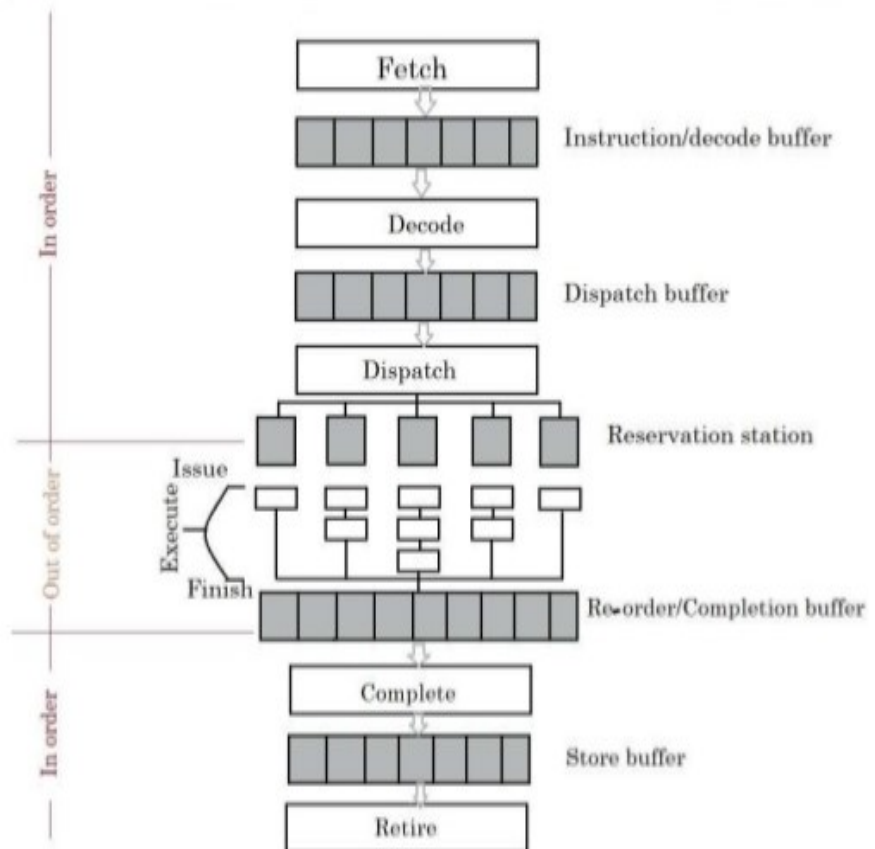 Fetch
Instruction/decode buffer
Decode
Dispatch buffer
Dispatch
In order
Reservation station
Issue
Execute
Out of order
Finish
Re-order/Completion buffer
Complete
In order
Store buffer
Retire